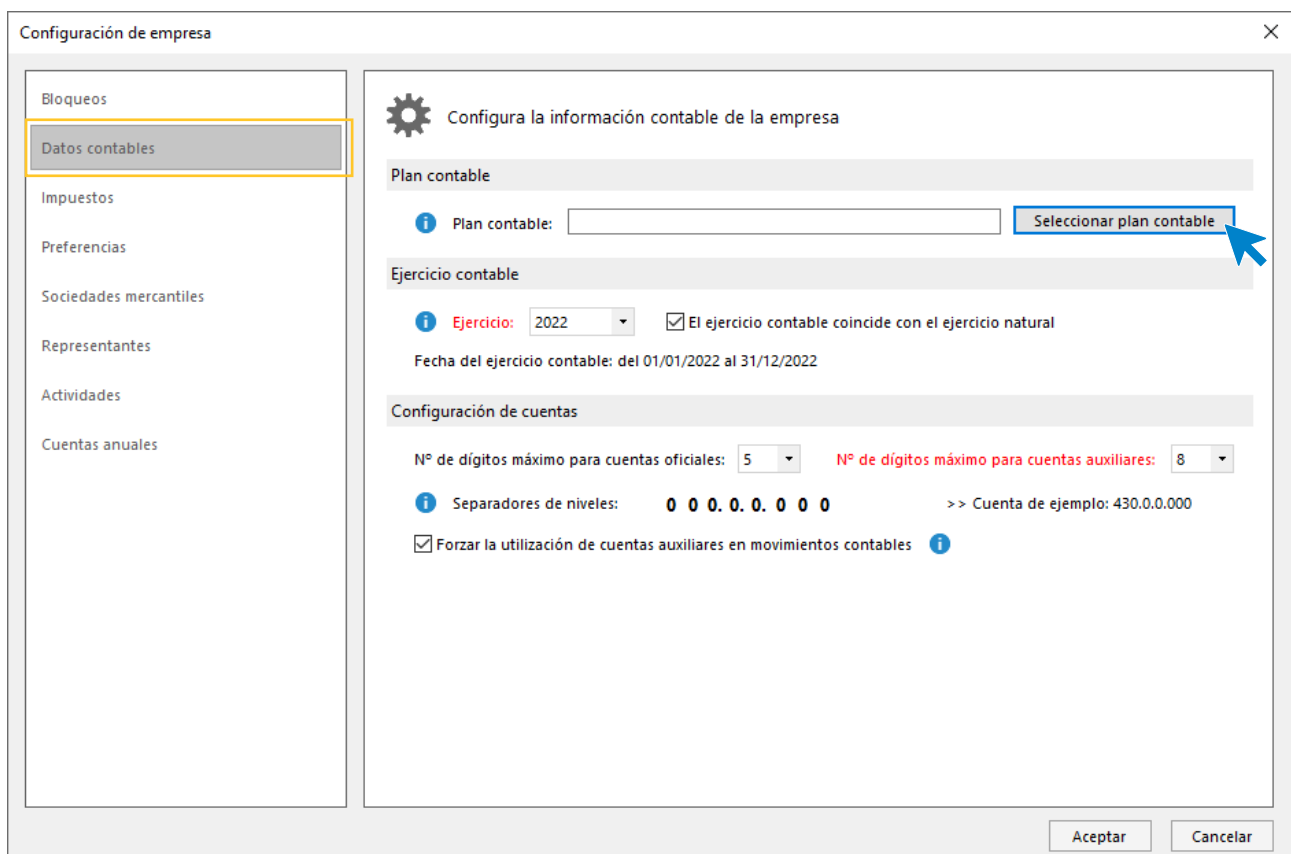 Configuración de empresa
Bloqueos
Datos contables
Impuestos
Preferencias
Sociedades mercantiles
Representantes
Actividades
Cuentas anuales
Configura la información contable de la empresa
Plan contable
Plan contable: Seleccionar plan contable
Ejercicio contable
Ejercicio: 2022 El ejercicio contable coincide con el ejercicio natural
Fecha del ejercicio contable: del 01/01/2022 al 31/12/2022
Configuración de cuentas
Nº de dígitos máximo para cuentas oficiales: 5 Nº de dígitos máximo para cuentas auxiliares: 8
Separadores de niveles: 0 0 0. 0. 0. 0 0 0 >> Cuenta de ejemplo: 430.0.0.000
Forzar la utilización de cuentas auxiliares en movimientos contables
Aceptar Cancelar